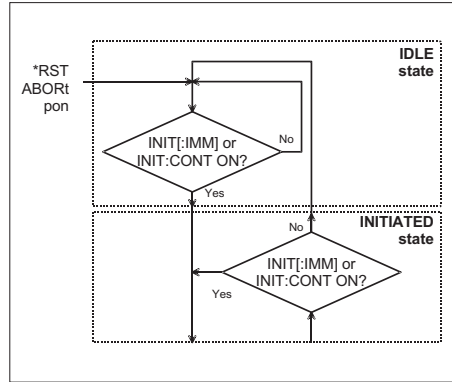 IDLE
state
*RST
ABORt
pon
INIT[:IMM] or
INIT:CONT ON?
No
Yes
INITIATED
state
No
INIT[:IMM] or
INIT:CONT ON?
Yes